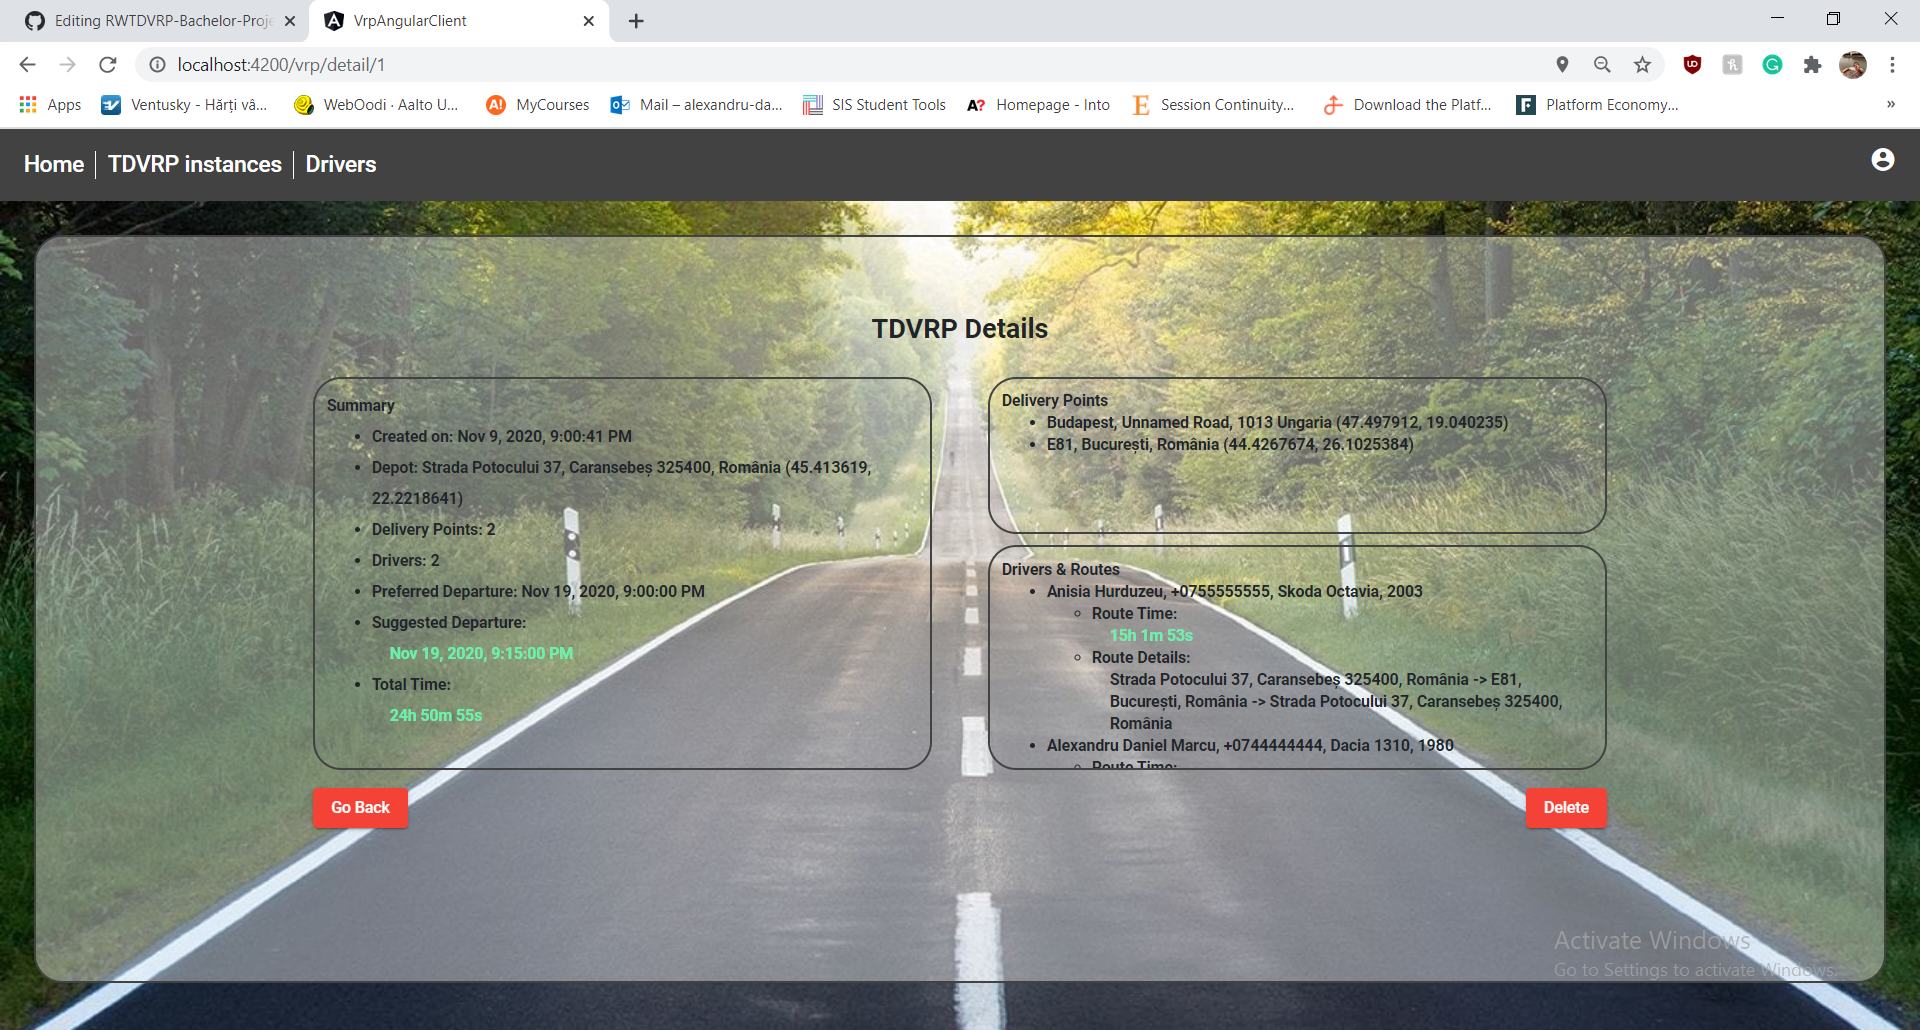 Editing RWTDVRP-Bachelor-Proje
VrpAngularClient
localhost:4200/vrp/detail/1
Apps
Ventusky - Hărți vâ...
WebOodi · Aalto U...
MyCourses
Mail – alexandru-da...
SIS Student Tools
Homepage - Into
Session Continuity...
Download the Platf...
Platform Economy...
»
Home
TDVRP instances
Drivers
TDVRP Details
Summary
Created on: Nov 9, 2020, 9:00:41 PM
Depot: Strada Potocului 37, Caransebeș 325400, România (45.413619,
22.2218641)
Delivery Points: 2
Drivers: 2
Preferred Departure: Nov 19, 2020, 9:00:00 PM
Suggested Departure:
Nov 19, 2020, 9:15:00 PM
Total Time:
24h 50m 55s
Delivery Points
Budapest, Unnamed Road, 1013 Ungaria (47.497912, 19.040235)
E81, București, România (44.4267674, 26.1025384)
Drivers & Routes
Anisia Hurduzeu, +0755555555, Skoda Octavia, 2003
Route Time:
15h 1m 53s
Route Details:
Strada Potocului 37, Caransebeș 325400, România -> E81,
București, România -> Strada Potocului 37, Caransebeș 325400,
România
Alexandru Daniel Marcu, +0744444444, Dacia 1310, 1980
Route Time:
Go Back
Delete
Activate Windows
Go to Settings to activate Windows.